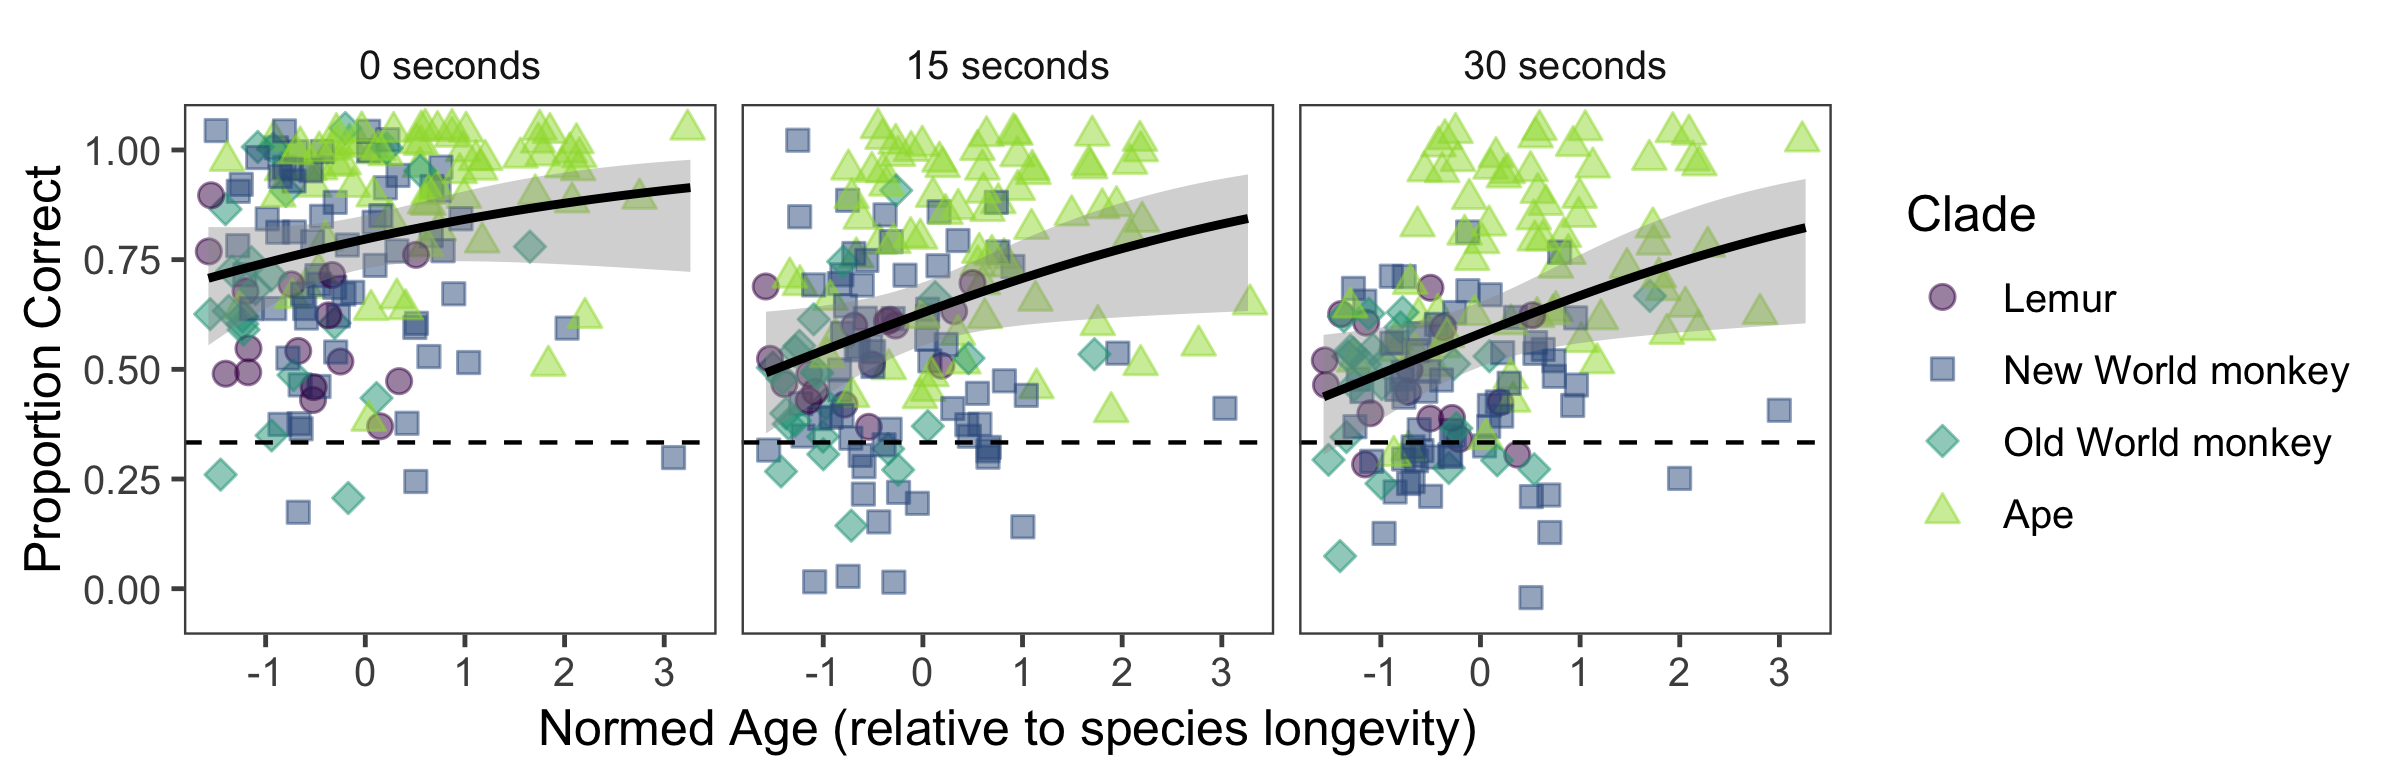 0 seconds
15 seconds
30 seconds
Proportion Correct
1.00
0.75
0.50
0.25
0.00
-1 0 1 2 3
-1 0 1 2 3
-1 0 1 2 3
Normed Age (relative to species longevity)
Clade
Lemur
New World monkey
Old World monkey
Ape